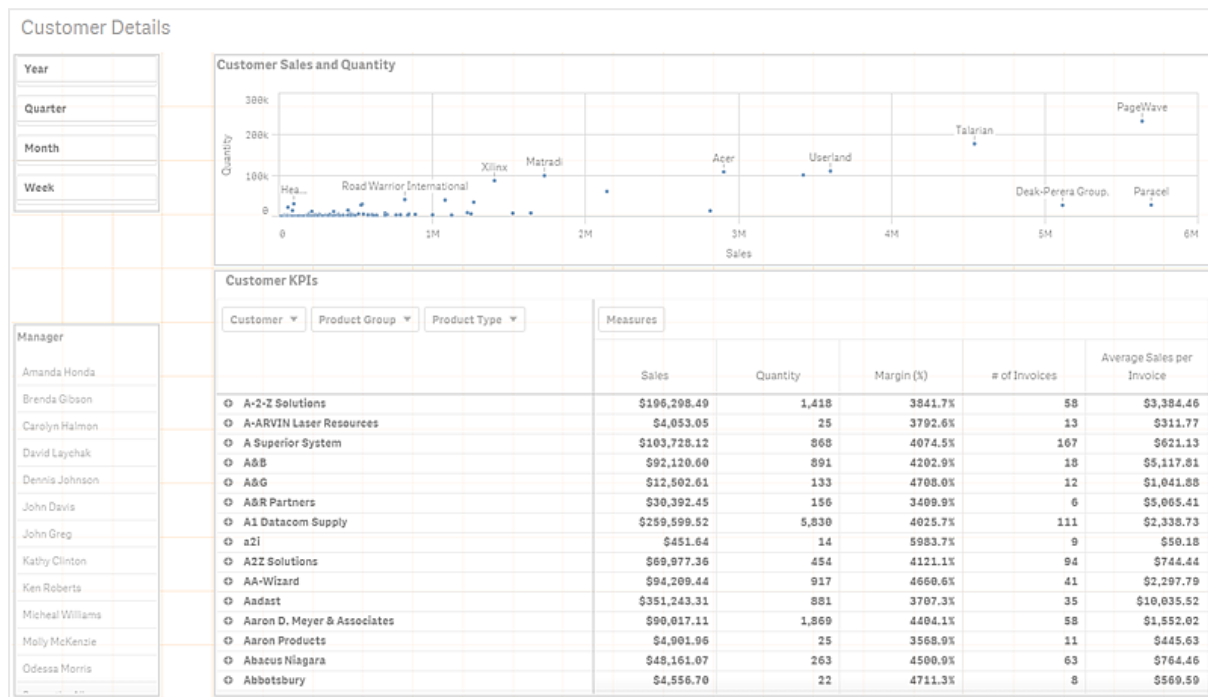 Customer Details
Year
Quarter
Month
Week
Customer Sales and Quantity
300k
200k
100k
0
Quantity
PageWave
Talarian
Xilinx
Matradi
Acer
Userland
Hea...
Road Warrior International
Deak-Perera Group.
Paracel
0 1M 2M 3M 4M 5M 6M
Sales
Manager
Amanda Honda
Brenda Gibson
Carolyn Halmon
David Laychak
Dennis Johnson
John Davis
John Greg
Kathy Clinton
Ken Roberts
Micheal Williams
Molly McKenzie
Odessa Morris
Customer KPIs
Customer Product Group Product Type Measures
Sales Quantity Margin (%) # of Invoices Average Sales per Invoice
A-2-Z Solutions $196,298.49 1,418 3841.7% 58 $3,384.46
A-ARVIN Laser Resources $4,053.05 25 3792.6% 13 $311.77
A Superior System $103,728.12 868 4074.5% 167 $621.13
A&B $92,120.60 891 4202.9% 18 $5,117.81
A&G $12,502.61 133 4708.0% 12 $1,041.88
A&R Partners $30,392.45 156 3409.9% 6 $5,065.41
A1 Datacom Supply $259,599.52 5,830 4025.7% 111 $2,338.73
a2i $451.64 14 5983.7% 9 $50.18
A2Z Solutions $69,977.36 454 4121.1% 94 $744.44
AA-Wizard $94,209.44 917 4660.6% 41 $2,297.79
Aadast $351,243.31 881 3707.3% 35 $10,035.52
Aaron D. Meyer & Associates $90,017.11 1,869 4404.1% 58 $1,552.02
Aaron Products $4,901.96 25 3568.9% 11 $445.63
Abacus Niagara $48,161.07 263 4500.9% 63 $764.46
Abbotsbury $4,556.70 22 4711.3% 8 $569.59